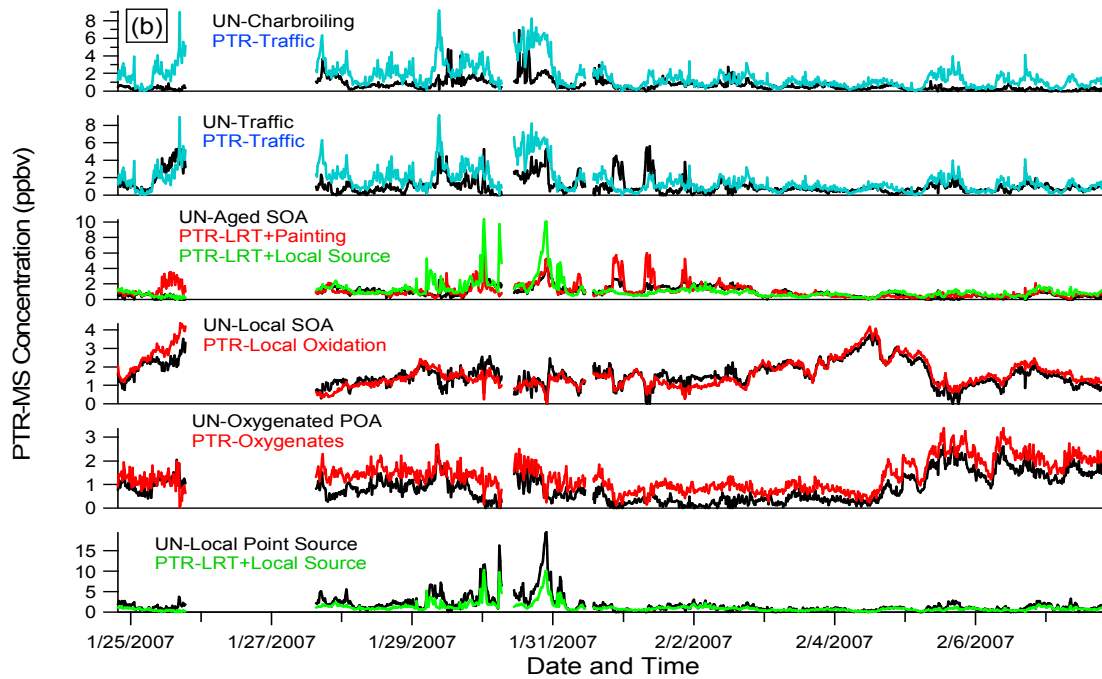 (b)
UN-Charbroiling
PTR-Traffic
8
6
4
2
0
UN-Traffic
PTR-Traffic
8
6
4
2
0
UN-Aged SOA
PTR-LRT+Painting
PTR-LRT+Local Source
10
8
6
4
2
0
UN-Local SOA
PTR-Local Oxidation
4
3
2
1
0
UN-Oxygenated POA
PTR-Oxygenates
3
2
1
0
UN-Local Point Source
PTR-LRT+Local Source
15
10
5
0
PTR-MS Concentration (ppbv)
1/25/2007 1/27/2007 1/29/2007 1/31/2007 2/2/2007 2/4/2007 2/6/2007
Date and Time